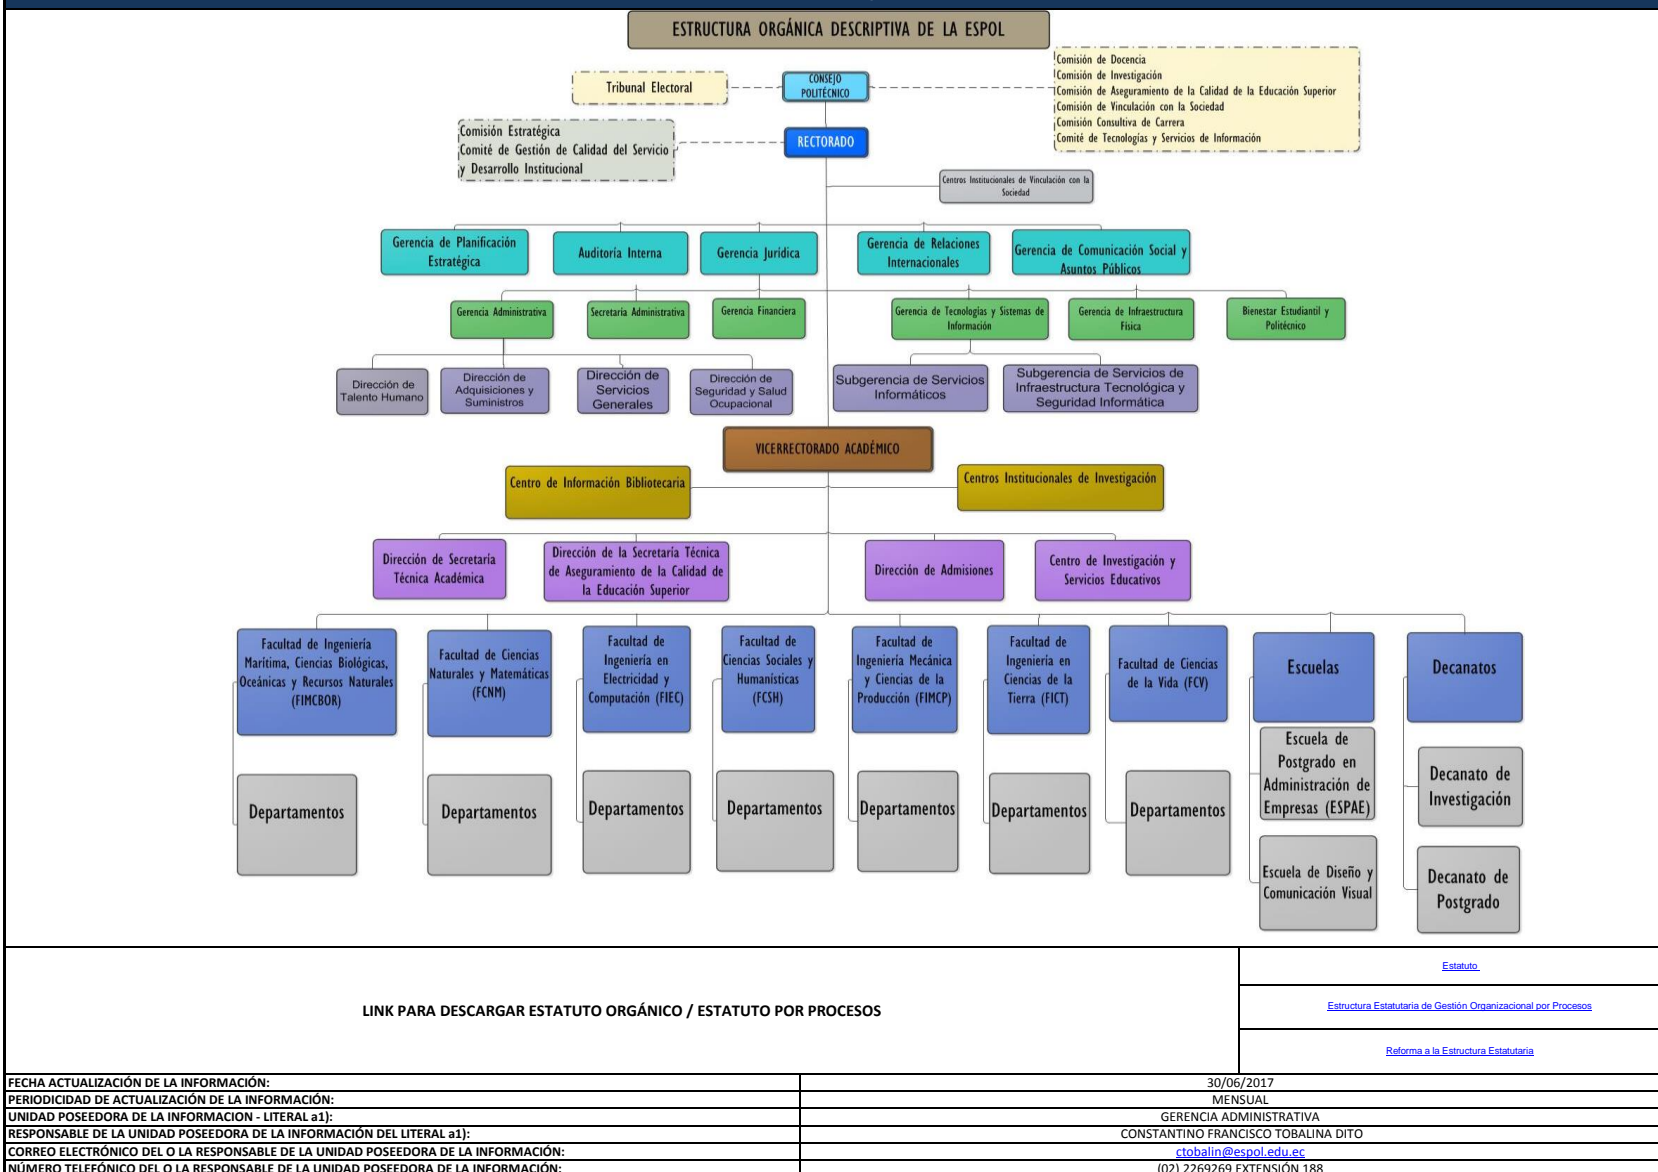 ESTRUCTURA ORGÁNICA DESCRIPTIVA DE LA ESPOL
Tribunal Electoral
CONSEJO
POLITÉCNICO
Comisión de Docencia
Comisión de Investigación
Comisión de Aseguramiento de la Calidad de la Educación Superior
Comisión de Vinculación con la Sociedad
Comisión Consultiva de Carrera
Comité de Tecnologías y Servicios de Información
Comisión Estratégica
Comité de Gestión de Calidad del Servicio
y Desarrollo Institucional
RECTORADO
Centros Institucionales de Vinculación con la
Sociedad
Gerencia de Planificación
Estratégica
Auditoría Interna
Gerencia Jurídica
Gerencia de Relaciones
Internacionales
Gerencia de Comunicación Social y
Asuntos Públicos
Gerencia Administrativa
Secretaría Administrativa
Gerencia Financiera
Gerencia de Tecnologías y Sistemas de
Información
Gerencia de Infraestructura
Física
Bienestar Estudiantil y
Politécnico
Dirección de
Talento Humano
Dirección de
Adquisiciones y
Suministros
Dirección de
Servicios
Generales
Dirección de
Seguridad y Salud
Ocupacional
Subgerencia de Servicios
Informáticos
Subgerencia de Servicios de
Infraestructura Tecnológica y
Seguridad Informática
VICERRECTORADO ACADÉMICO
Centro de Información Bibliotecaria
Centros Institucionales de Investigación
Dirección de Secretaría
Técnica Académica
Dirección de la Secretaría Técnica
de Aseguramiento de la Calidad de
la Educación Superior
Dirección de Admisiones
Centro de Investigación y
Servicios Educativos
Facultad de Ingeniería
Marítima, Ciencias Biológicas,
Oceánicas y Recursos Naturales
(FIMCBOR)
Facultad de Ciencias
Naturales y Matemáticas
(FCNM)
Facultad de
Ingeniería en
Electricidad y
Computación (FIEC)
Facultad de
Ciencias Sociales y
Humanísticas
(FCSH)
Facultad de
Ingeniería Mecánica
y Ciencias de la
Producción (FIMCP)
Facultad de
Ingeniería en
Ciencias de la
Tierra (FICT)
Facultad de Ciencias
de la Vida (FCV)
Escuelas
Decanatos
Departamentos
Departamentos
Departamentos
Departamentos
Departamentos
Departamentos
Departamentos
Escuela de
Postgrado en
Administración de
Empresas (ESPAE)
Decanato de
Investigación
Escuela de Diseño y
Comunicación Visual
Decanato de
Postgrado
LINK PARA DESCARGAR ESTATUTO ORGÁNICO / ESTATUTO POR PROCESOS
Estatuto
Estructura Estatutaria de Gestión Organizacional por Procesos
Reforma a la Estructura Estatutaria
FECHA ACTUALIZACIÓN DE LA INFORMACIÓN: 30/06/2017
PERIODICIDAD DE ACTUALIZACIÓN DE LA INFORMACIÓN: MENSUAL
UNIDAD POSEEDORA DE LA INFORMACION - LITERAL a1): GERENCIA ADMINISTRATIVA
RESPONSABLE DE LA UNIDAD POSEEDORA DE LA INFORMACIÓN DEL LITERAL a1): CONSTANTINO FRANCISCO TOBALINA DITO
CORREO ELECTRÓNICO DEL O LA RESPONSABLE DE LA UNIDAD POSEEDORA DE LA INFORMACIÓN: ctobalin@espol.edu.ec
NÚMERO TELEFÓNICO DEL O LA RESPONSABLE DE LA UNIDAD POSEEDORA DE LA INFORMACIÓN: (02) 2269269 EXTENSIÓN 188